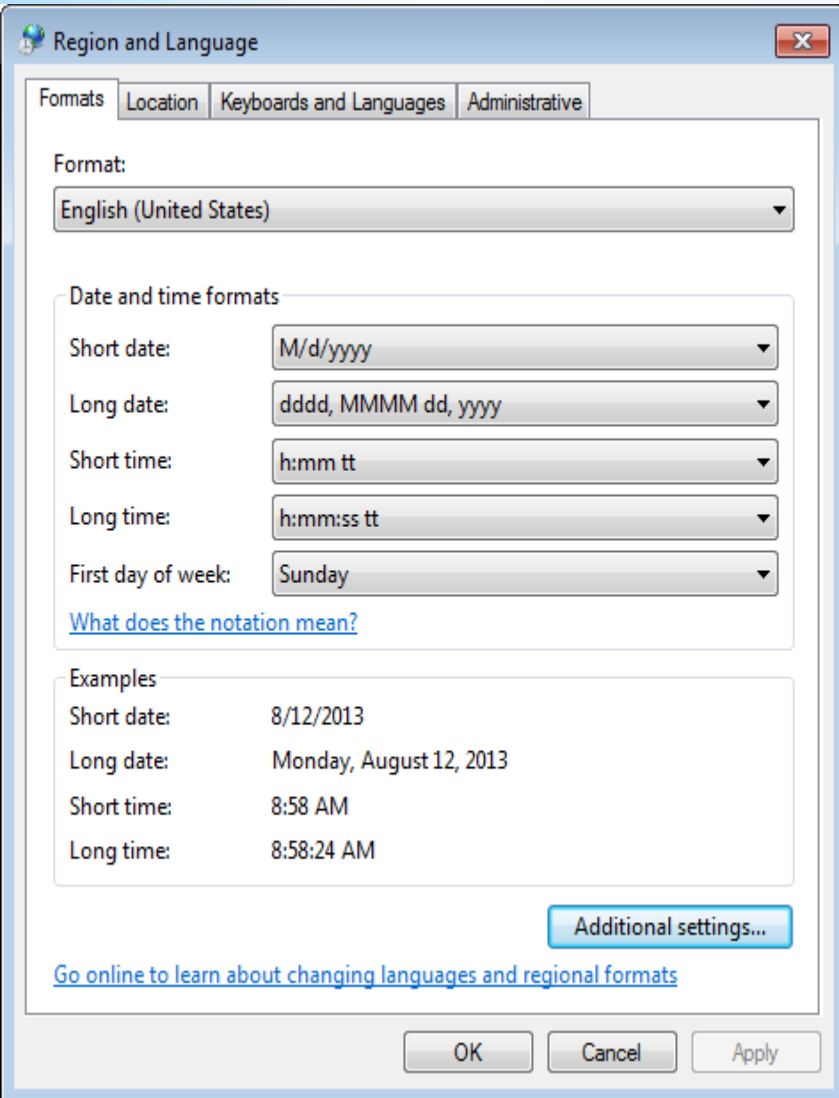 Region and Language
Formats Location Keyboards and Languages Administrative
Format:
English (United States)
Date and time formats
Short date: M/d/yyyy
Long date: dddd, MMMM dd, yyyy
Short time: h:mm tt
Long time: h:mm:ss tt
First day of week: Sunday
What does the notation mean?
Examples
Short date: 8/12/2013
Long date: Monday, August 12, 2013
Short time: 8:58 AM
Long time: 8:58:24 AM
Additional settings...
Go online to learn about changing languages and regional formats
OK Cancel Apply